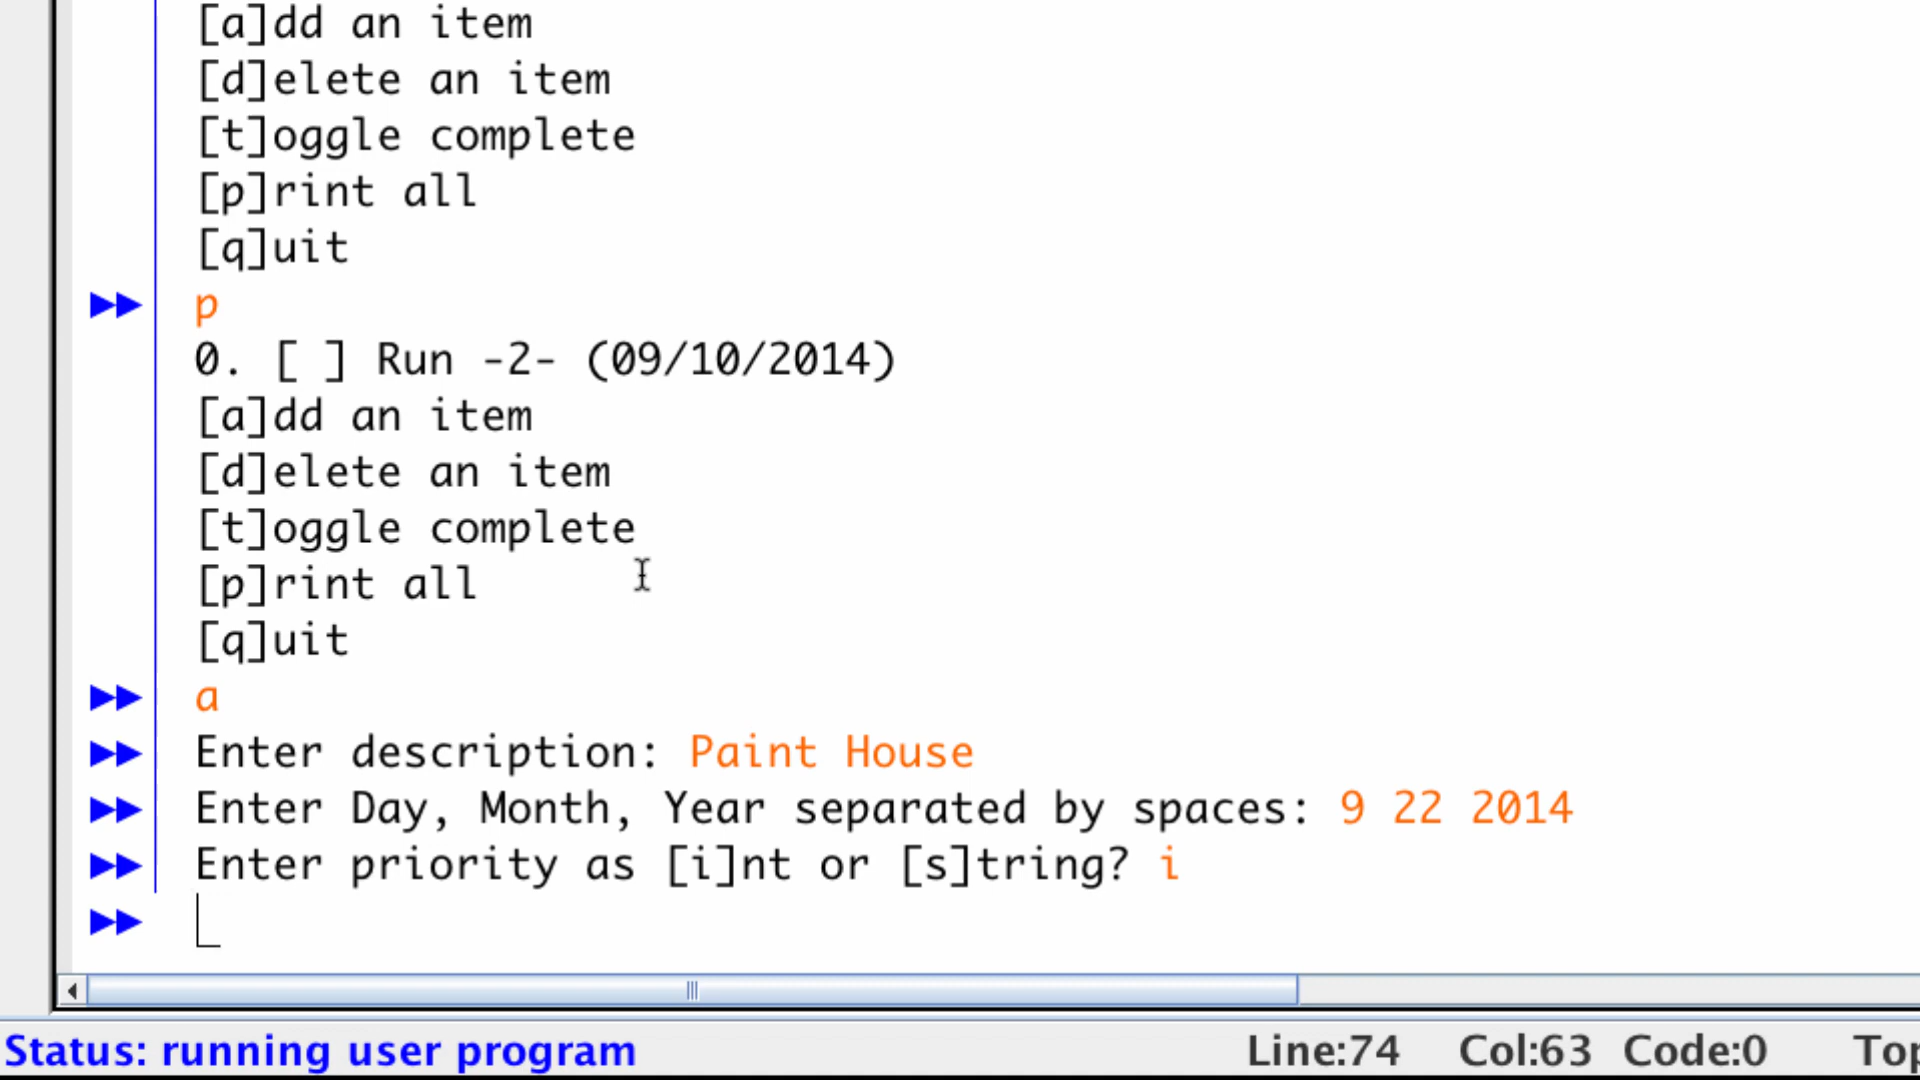 [a]dd an item
[d]elete an item
[t]oggle complete
[p]rint all
[q]uit
p
0. [ ] Run -2- (09/10/2014)
[a]dd an item
[d]elete an item
[t]oggle complete
[p]rint all
[q]uit
a
Enter description: Paint House
Enter Day, Month, Year separated by spaces: 9 22 2014
Enter priority as [i]nt or [s]tring? i
Status: running user program Line:74 Col:63 Code:0 Top